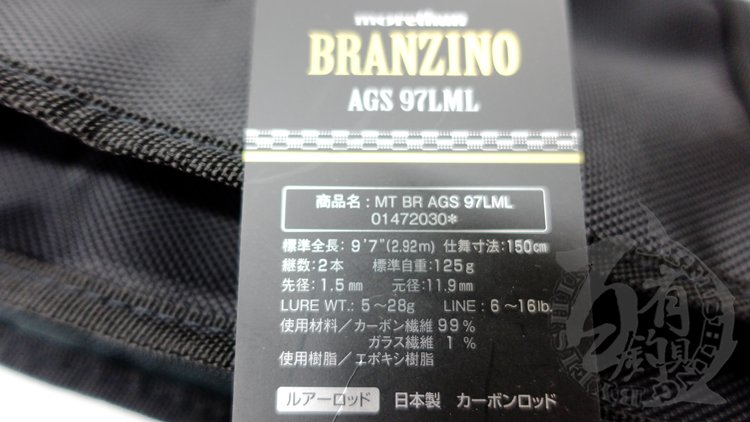 morethan
BRANZINO
AGS 97LML
商品名：MT BR AGS 97LML
01472030*
標準全長：9'7"(2.92m) 仕舞寸法：150cm
継数：2本 標準自重：125g
先径：1.5mm 元径：11.9mm
LURE WT.：5～28g LINE：6～16lb.
使用材料／カーボン繊維 99%
ガラス繊維 1%
使用樹脂／エポキシ樹脂
ルアーロッド 日本製 カーボンロッド
有
釣具